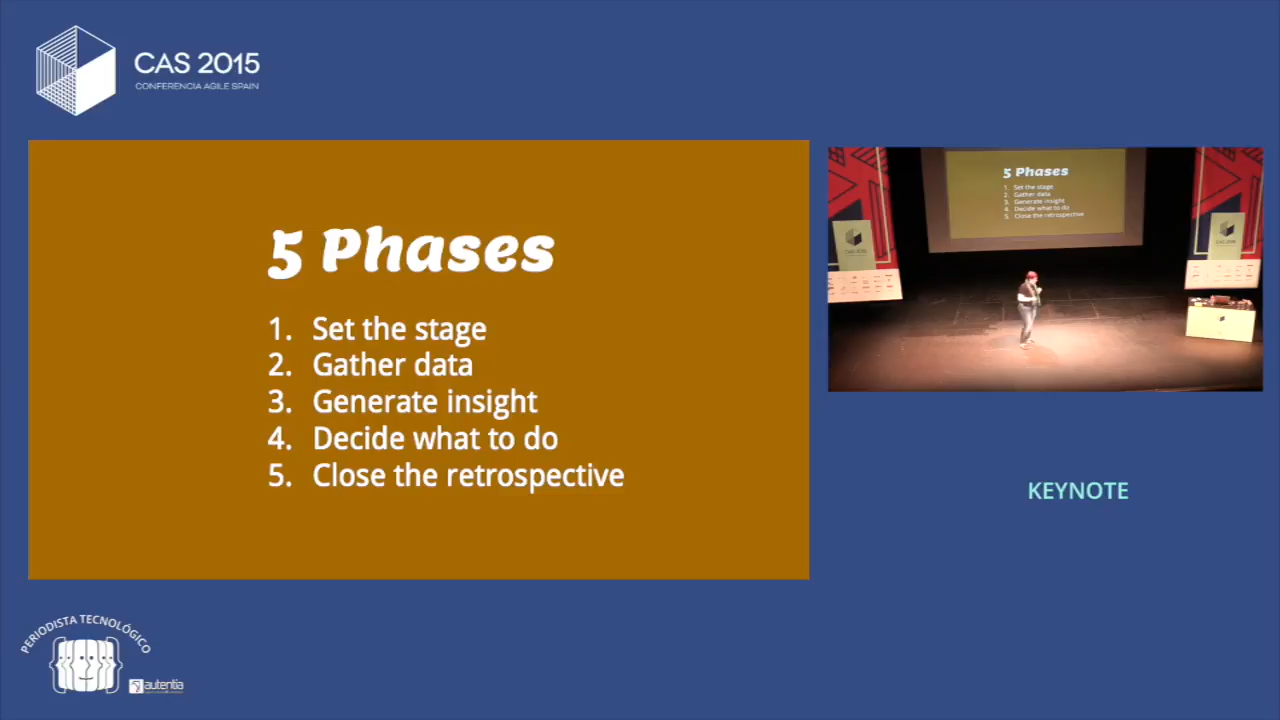 CAS 2015
CONFERENCIA AGILE SPAIN
5 Phases
1. Set the stage
2. Gather data
3. Generate insight
4. Decide what to do
5. Close the retrospective
5 Phases
1. Set the stage
2. Gather data
3. Generate insight
4. Decide what to do
5. Close the retrospective
KEYNOTE
PERIODISTA TECNOLÓGICO
autentia